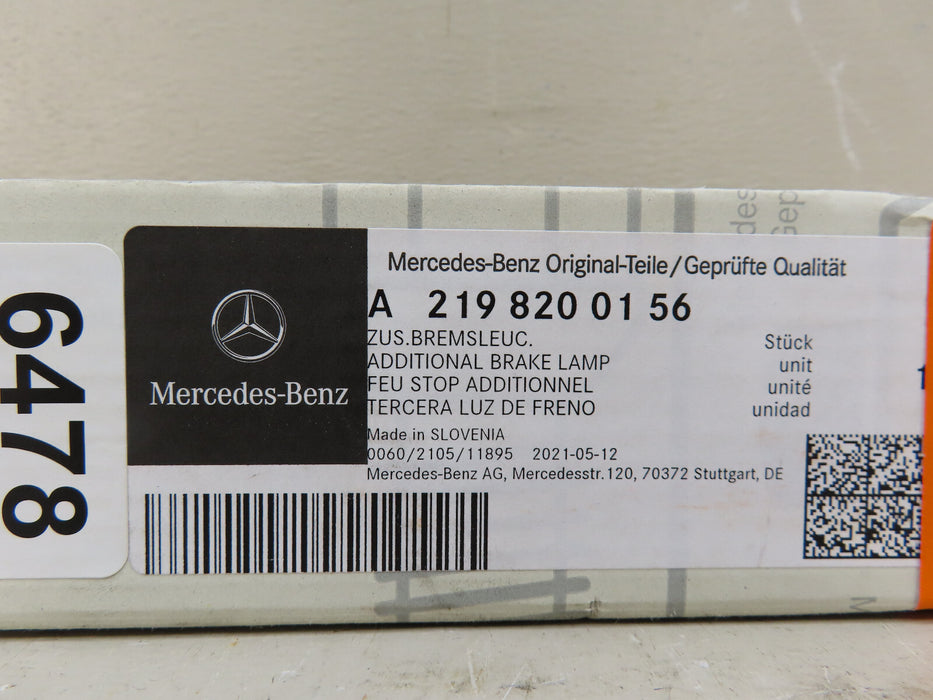 6478
Mercedes-Benz
Mercedes-Benz Original-Teile/Geprüfte Qualität
A 219 820 01 56
ZUS.BREMSLEUC.
ADDITIONAL BRAKE LAMP
FEU STOP ADDITIONNEL
TERCERA LUZ DE FRENO
Stück
unit
unité
unidad
Made in SLOVENIA
0060/2105/11895 2021-05-12
Mercedes-Benz AG, Mercedesstr.120, 70372 Stuttgart, DE